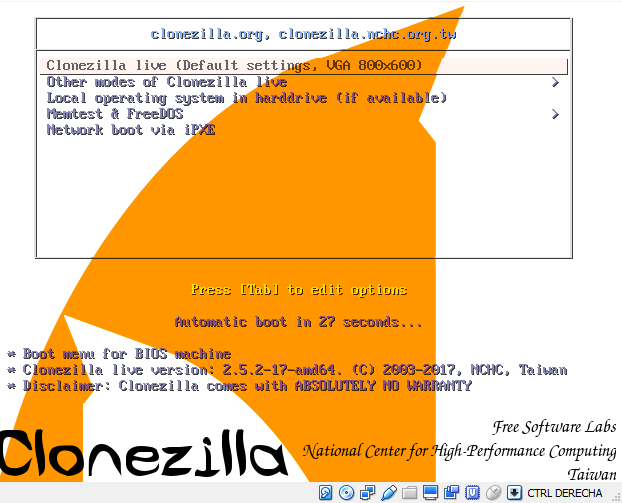 clonezilla.org, clonezilla.nchc.org.tw
Clonezilla live (Default settings, VGA 800x600)
Other modes of Clonezilla live >
Local operating system in harddrive (if available)
Memtest & FreeDOS >
Network boot via iPXE
Press [Tab] to edit options
Automatic boot in 27 seconds...
* Boot menu for BIOS machine
* Clonezilla live version: 2.5.2-17-amd64. (C) 2003-2017, NCHC, Taiwan
* Disclaimer: Clonezilla comes with ABSOLUTELY NO WARRANTY
Clonezilla
Free Software Labs
National Center for High-Performance Computing
Taiwan
CTRL DERECHA